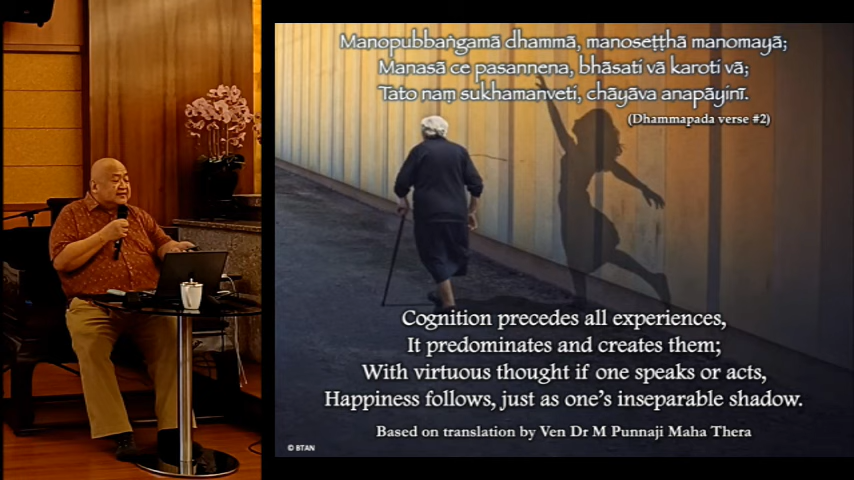 Manopubbaṅgamā dhammā, manoseṭṭhā manomayā;
Manasā ce pasannena, bhāsati vā karoti vā;
Tato naṃ sukhamanveti, chāyāva anapāyinī.
(Dhammapada verse #2)
Cognition precedes all experiences,
It predominates and creates them;
With virtuous thought if one speaks or acts,
Happiness follows, just as one’s inseparable shadow.
Based on translation by Ven Dr M Punnaji Maha Thera
© BTAN